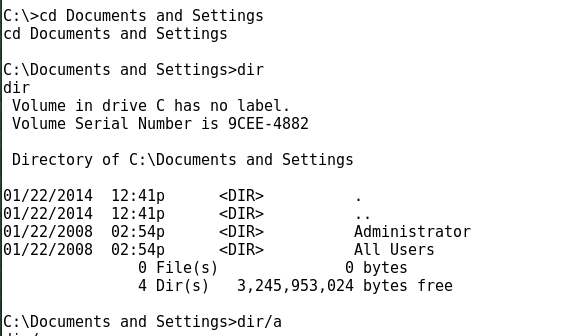 C:\>cd Documents and Settings
cd Documents and Settings
C:\Documents and Settings>dir
dir
Volume in drive C has no label.
Volume Serial Number is 9CEE-4882
Directory of C:\Documents and Settings
01/22/2014 12:41p <DIR> .
01/22/2014 12:41p <DIR> ..
01/22/2008 02:54p <DIR> Administrator
01/22/2008 02:54p <DIR> All Users
0 File(s) 0 bytes
4 Dir(s) 3,245,953,024 bytes free
C:\Documents and Settings>dir/a